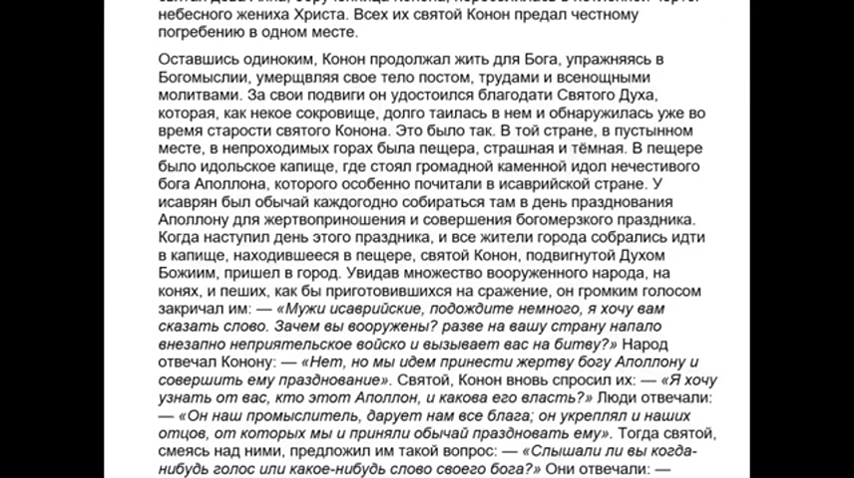 небесного жениха Христа. Всех их святой Конон предал честному
погребению в одном месте.
Оставшись одиноким, Конон продолжал жить для Бога, упражняясь в
Богомыслии, умерщвляя свое тело постом, трудами и всенощными
молитвами. За свои подвиги он удостоился благодати Святого Духа,
которая, как некое сокровище, долго таилась в нем и обнаружилась уже во
время старости святого Конона. Это было так. В той стране, в пустынном
месте, в непроходимых горах была пещера, страшная и тёмная. В пещере
было идольское капище, где стоял громадной каменной идол нечестивого
бога Аполлона, которого особенно почитали в исаврийской стране. У
исаврян был обычай каждогодно собираться там в день празднования
Аполлону для жертвоприношения и совершения богомерзкого праздника.
Когда наступил день этого праздника, и все жители города собрались идти
в капище, находившееся в пещере, святой Конон, подвигнутой Духом
Божиим, пришел в город. Увидав множество вооруженного народа, на
конях, и пеших, как бы приготовившихся на сражение, он громким голосом
закричал им: — «Мужи исаврийские, подождите немного, я хочу вам
сказать слово. Зачем вы вооружены? разве на вашу страну напало
внезапно неприятельское войско и вызывает вас на битву?» Народ
отвечал Конону: — «Нет, но мы идем принести жертву богу Аполлону и
совершить ему празднование». Святой, Конон вновь спросил их: — «Я хочу
узнать от вас, кто этот Аполлон, и какова его власть?» Люди отвечали:
— «Он наш промыслитель, дарует нам все блага; он укреплял и наших
отцов, от которых мы и приняли обычай праздновать ему». Тогда святой,
смеясь над ними, предложил им такой вопрос: — «Слышали ли вы когда-
нибудь голос или какое-нибудь слово своего бога?» Они отвечали: —